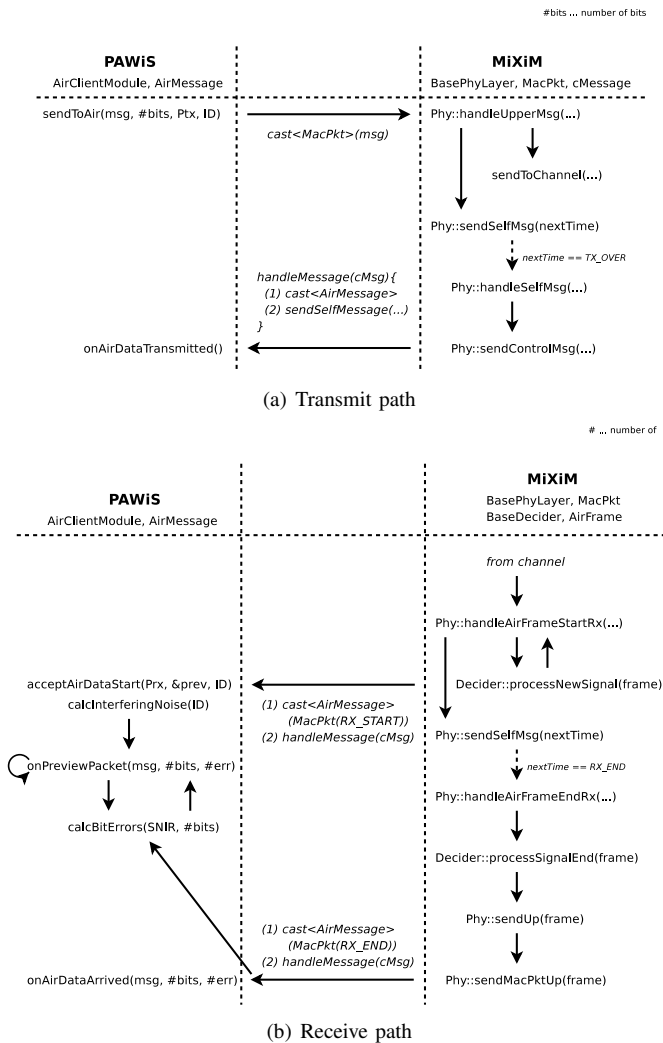 #bits ... number of bits
PAWiS
MiXiM
AirClientModule, AirMessage
BasePhyLayer, MacPkt, cMessage
sendToAir(msg, #bits, Ptx, ID)
Phy::handleUpperMsg(...)
cast<MacPkt>(msg)
sendToChannel(...)
Phy::sendSelfMsg(nextTime)
nextTime == TX_OVER
handleMessage(cMsg){
(1) cast<AirMessage>
(2) sendSelfMessage(...)
}
Phy::handleSelfMsg(...)
onAirDataTransmitted()
Phy::sendControlMsg(...)
(a) Transmit path
# ... number of
PAWiS
MiXiM
AirClientModule, AirMessage
BasePhyLayer, MacPkt
BaseDecider, AirFrame
from channel
Phy::handleAirFrameStartRx(...)
acceptAirDataStart(Prx, &prev, ID)
Decider::processNewSignal(frame)
calcInterferingNoise(ID)
(1) cast<AirMessage>
(MacPkt(RX_START))
(2) handleMessage(cMsg)
Phy::sendSelfMsg(nextTime)
onPreviewPacket(msg, #bits, #err)
nextTime == RX_END
Phy::handleAirFrameEndRx(...)
calcBitErrors(SNIR, #bits)
Decider::processSignalEnd(frame)
Phy::sendUp(frame)
(1) cast<AirMessage>
(MacPkt(RX_END))
(2) handleMessage(cMsg)
onAirDataArrived(msg, #bits, #err)
Phy::sendMacPktUp(frame)
(b) Receive path